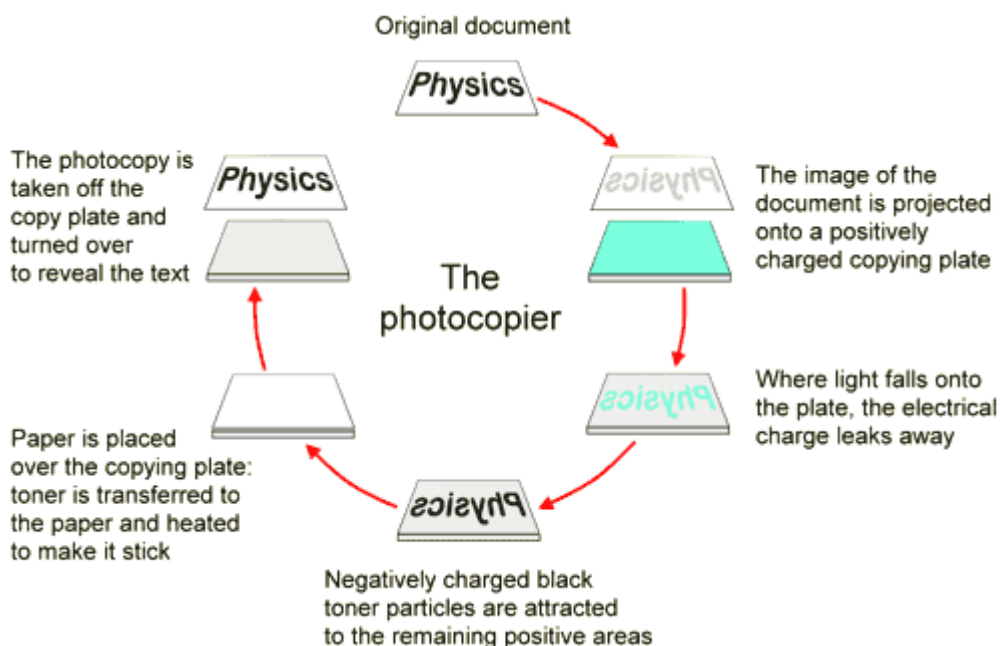 Original document
Physics
Physics
The image of the
document is projected
onto a positively
charged copying plate
Physics
Where light falls onto
the plate, the electrical
charge leaks away
Physics
Negatively charged black
toner particles are attracted
to the remaining positive areas
Paper is placed
over the copying plate:
toner is transferred to
the paper and heated
to make it stick
Physics
The photocopy is
taken off the
copy plate and
turned over
to reveal the text
The
photocopier